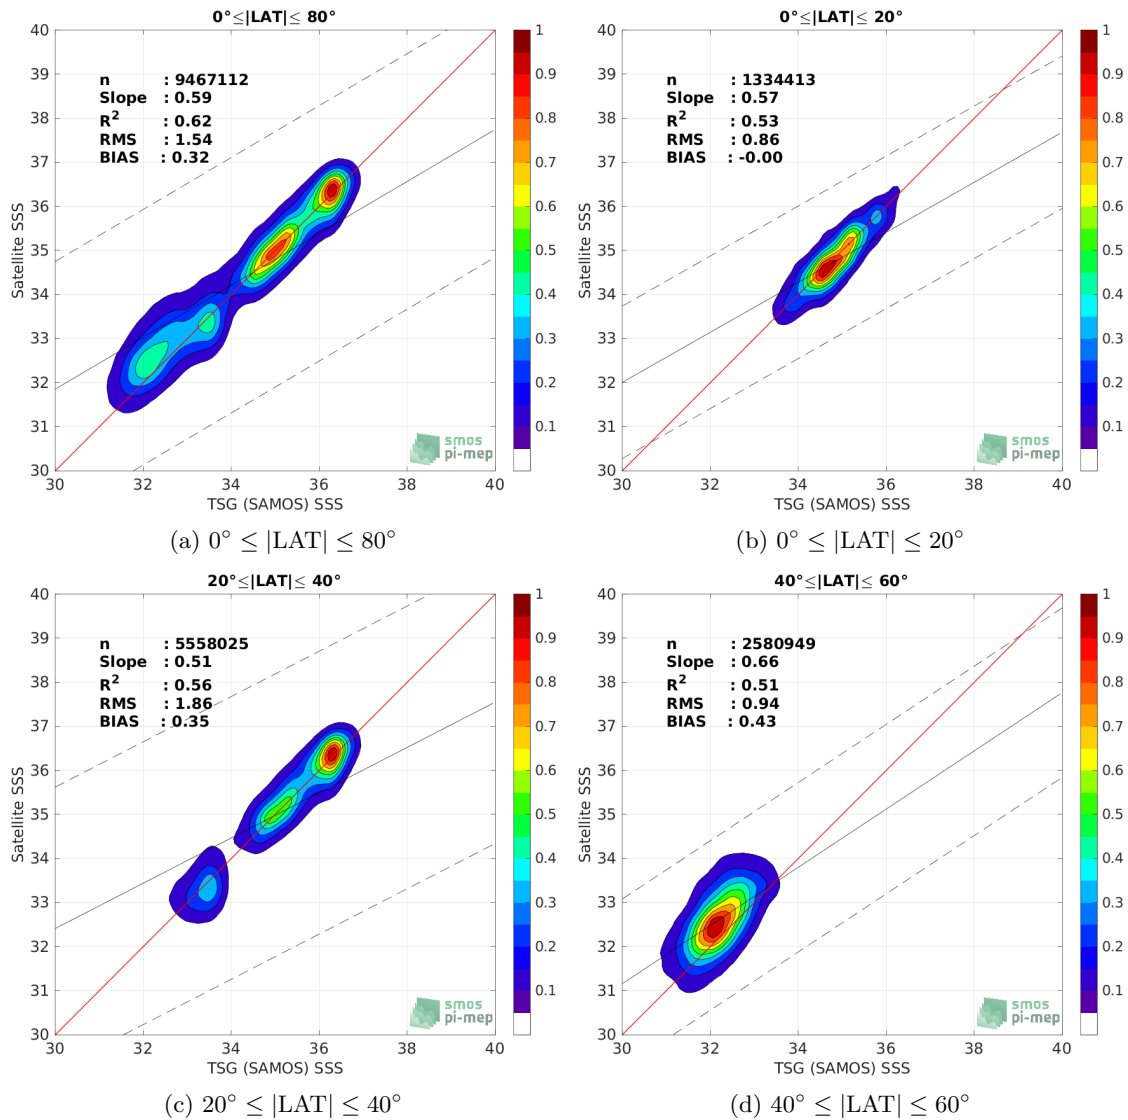 0°≤|LAT|≤ 80°
n : 9467112
Slope : 0.59
R2 : 0.62
RMS : 1.54
BIAS : 0.32
40
39
38
37
36
35
34
33
32
31
30
Satellite SSS
30 32 34 36 38 40
TSG (SAMOS) SSS
1
0.9
0.8
0.7
0.6
0.5
0.4
0.3
0.2
0.1
smos
pi-mep
(a) 0° ≤ |LAT| ≤ 80°
0°≤|LAT|≤ 20°
n : 1334413
Slope : 0.57
R2 : 0.53
RMS : 0.86
BIAS : -0.00
40
39
38
37
36
35
34
33
32
31
30
Satellite SSS
30 32 34 36 38 40
TSG (SAMOS) SSS
1
0.9
0.8
0.7
0.6
0.5
0.4
0.3
0.2
0.1
smos
pi-mep
(b) 0° ≤ |LAT| ≤ 20°
20°≤|LAT|≤ 40°
n : 5558025
Slope : 0.51
R2 : 0.56
RMS : 1.86
BIAS : 0.35
40
39
38
37
36
35
34
33
32
31
30
Satellite SSS
30 32 34 36 38 40
TSG (SAMOS) SSS
1
0.9
0.8
0.7
0.6
0.5
0.4
0.3
0.2
0.1
smos
pi-mep
(c) 20° ≤ |LAT| ≤ 40°
40°≤|LAT|≤ 60°
n : 2580949
Slope : 0.66
R2 : 0.51
RMS : 0.94
BIAS : 0.43
40
39
38
37
36
35
34
33
32
31
30
Satellite SSS
30 32 34 36 38 40
TSG (SAMOS) SSS
1
0.9
0.8
0.7
0.6
0.5
0.4
0.3
0.2
0.1
smos
pi-mep
(d) 40° ≤ |LAT| ≤ 60°